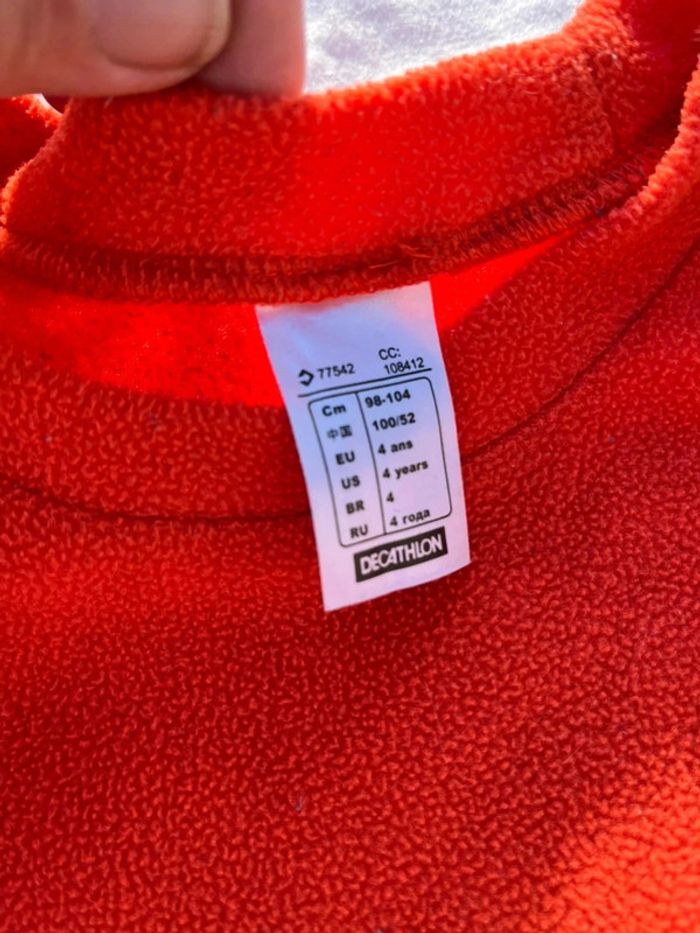 77542 CC: 108412
Cm 98-104
中国 100/52
EU 4 ans
US 4 years
BR 4
RU 4 года
DECATHLON